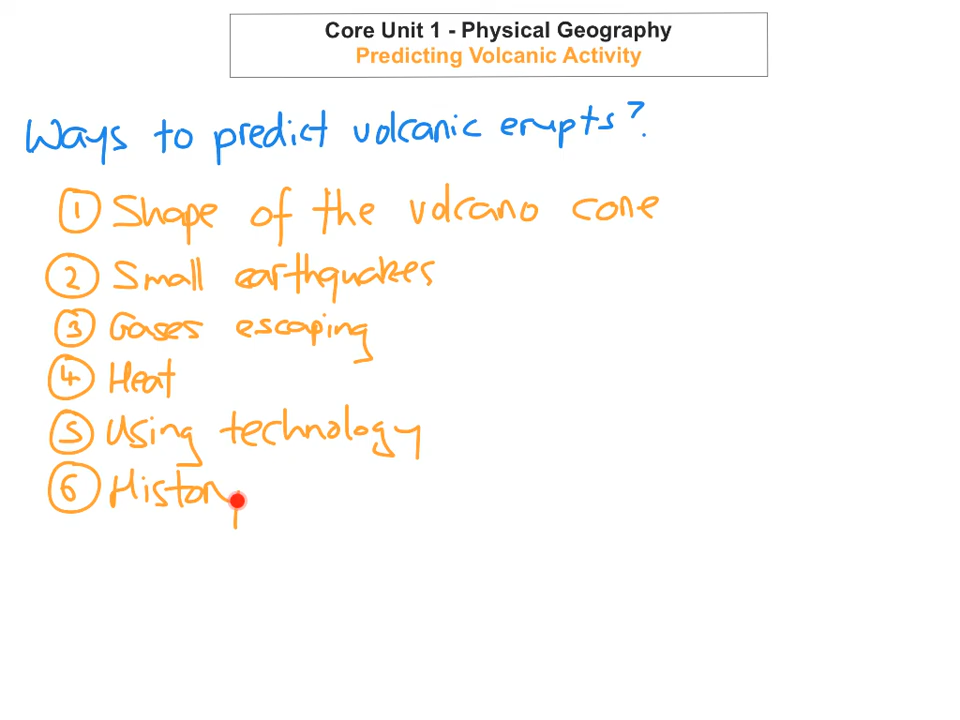 Core Unit 1 - Physical Geography
Predicting Volcanic Activity
Ways to predict volcanic erupts?
① Shape of the volcano cone
② Small earthquakes
③ Gases escaping
④ Heat
⑤ Using technology
⑥ History